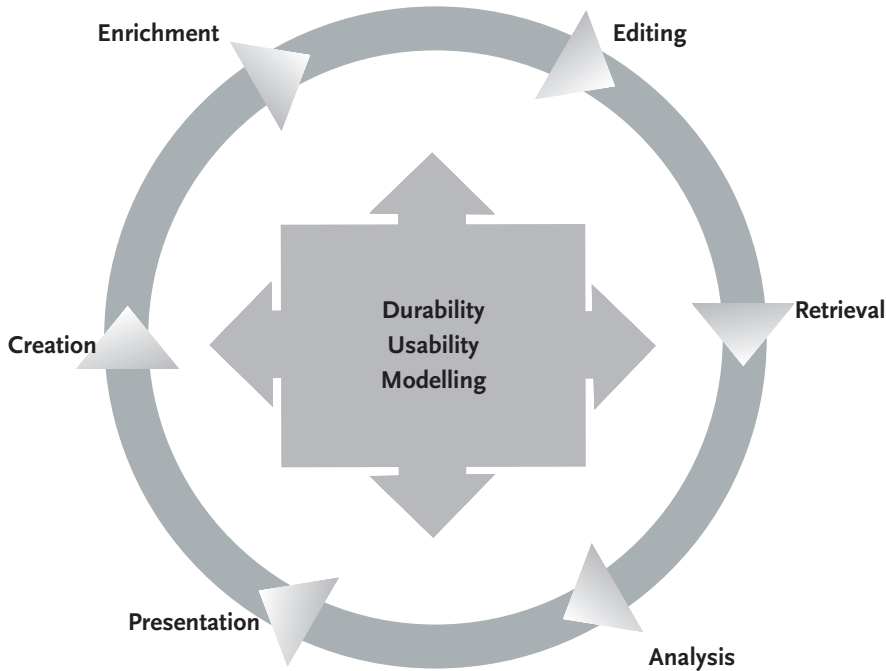 Enrichment
Editing
Durability
Usability
Modelling
Retrieval
Creation
Presentation
Analysis